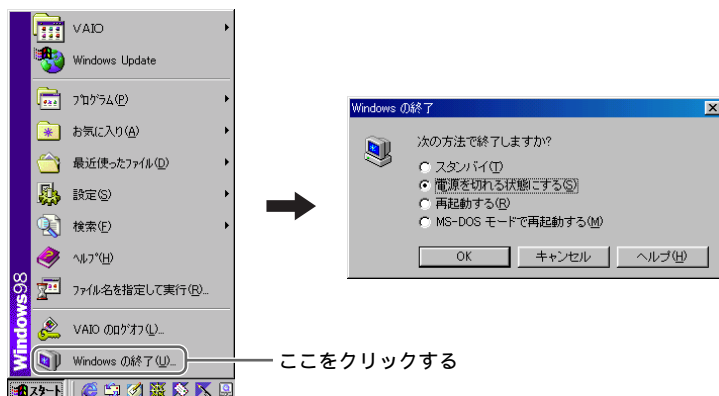 VAIO
Windows Update
ﾌﾟﾛｸﾞﾗﾑ(P)
お気に入り(A)
最近使ったﾌｧｲﾙ(D)
設定(S)
検索(F)
ﾍﾙﾌﾟ(H)
ﾌｧｲﾙ名を指定して実行(R)...
VAIO のﾛｸﾞｵﾌ(L)...
Windows の終了(U)...
Windows98
スタート
ここをクリックする
Windows の終了
次の方法で終了しますか?
スタンバイ(T)
電源を切れる状態にする(S)
再起動する(R)
MS-DOS モードで再起動する(M)
OK
キャンセル
ヘルプ(H)